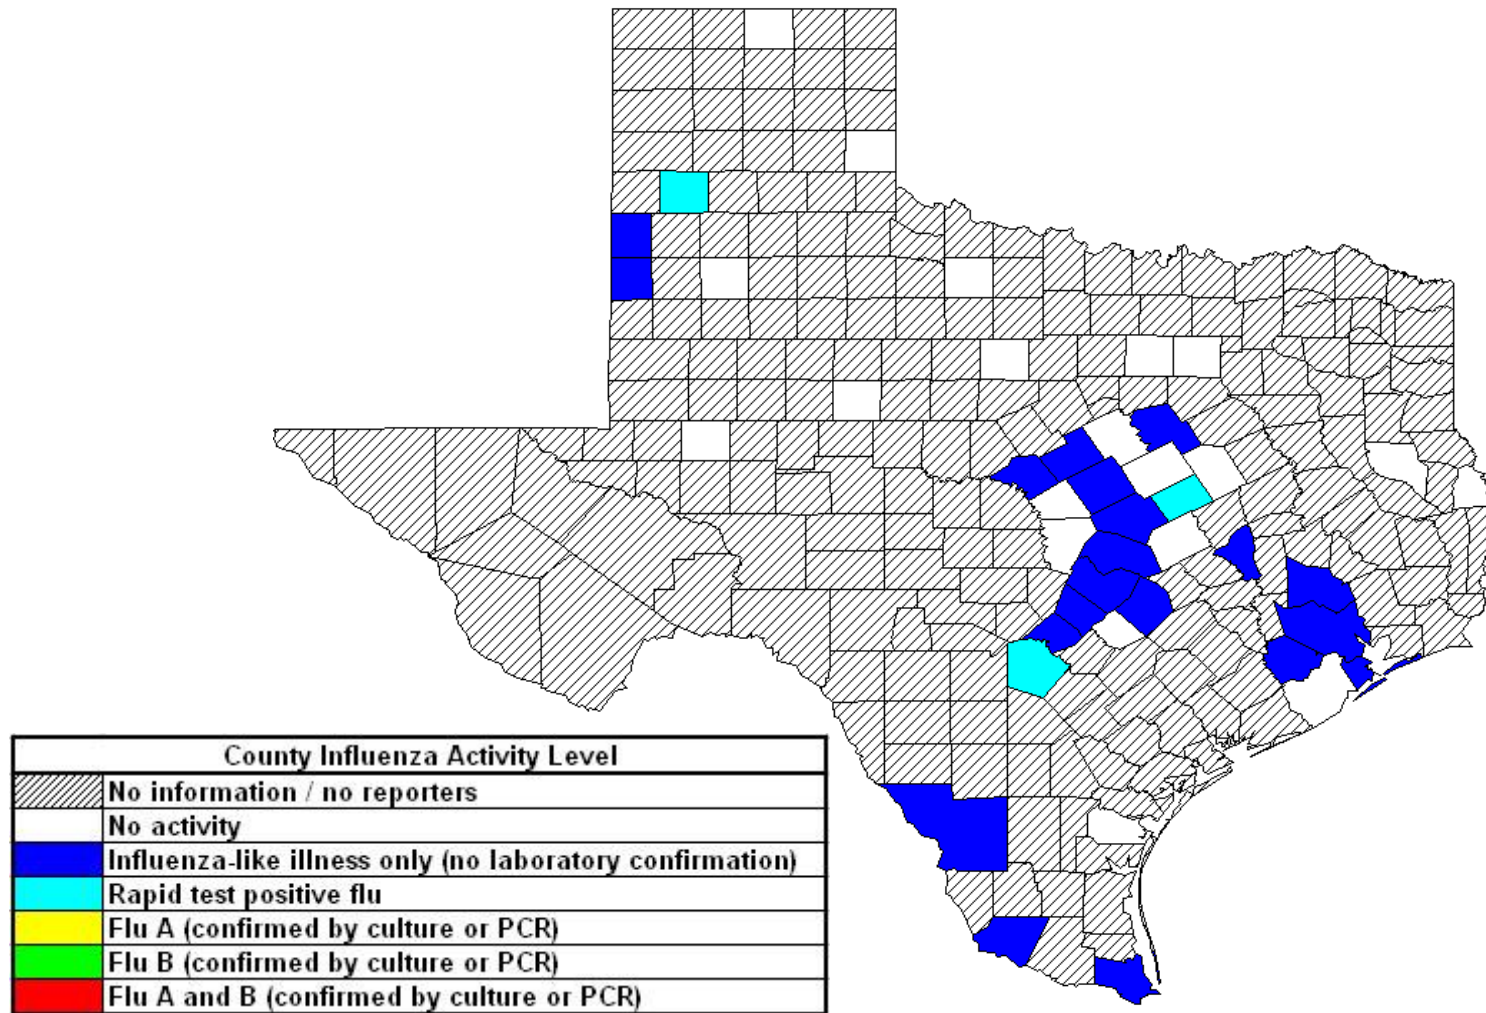 County Influenza Activity Level
No information / no reporters
No activity
Influenza-like illness only (no laboratory confirmation)
Rapid test positive flu
Flu A (confirmed by culture or PCR)
Flu B (confirmed by culture or PCR)
Flu A and B (confirmed by culture or PCR)